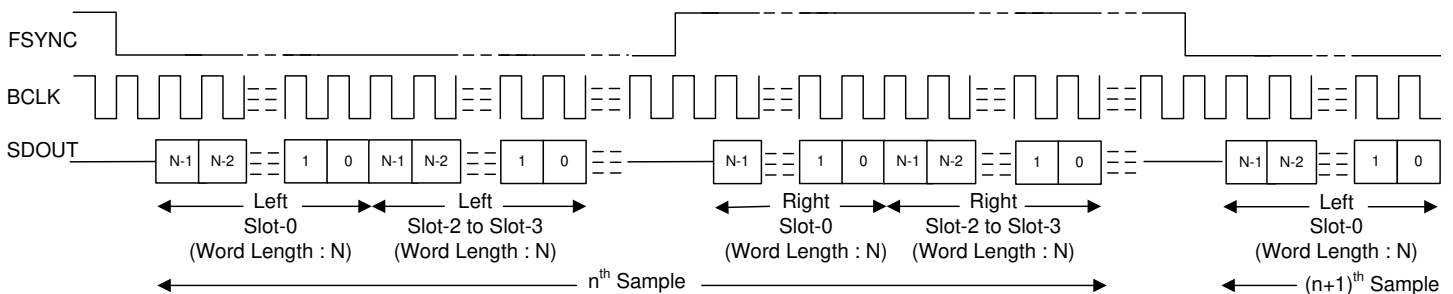 FSYNC
BCLK
SDOUT N-1 N-2 1 0 N-1 N-2 1 0 N-1 1 0 N-1 N-2 1 0 N-1 N-2 1 0
Left Left Right Right Left
Slot-0 Slot-2 to Slot-3 Slot-0 Slot-2 to Slot-3 Slot-0
(Word Length : N) (Word Length : N) (Word Length : N) (Word Length : N) (Word Length : N)
nth Sample (n+1)th Sample